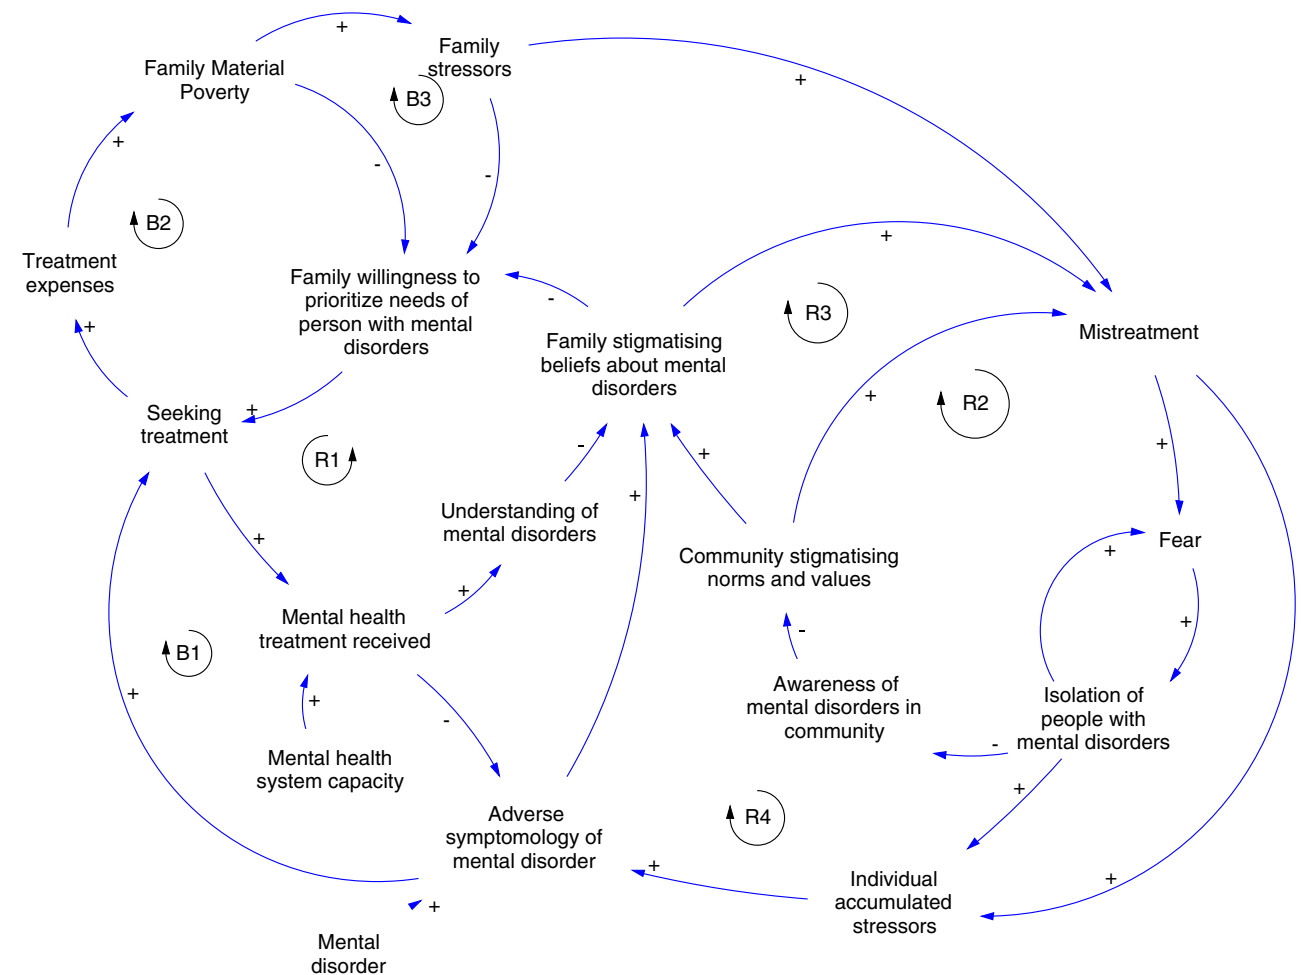 +
Family
stressors
Family Material
Poverty
+
B3
+
-
-
B2
+
Treatment
expenses
Family willingness to
prioritize needs of
person with mental
disorders
-
R3
+
Mistreatment
Family stigmatising
beliefs about mental
disorders
+
+
R2
Seeking
treatment
+
R1
-
+
+
Understanding of
mental disorders
+
+
Community stigmatising
norms and values
Fear
+
+
Mental health
treatment received
+
B1
-
+
+
-
Awareness of
mental disorders in
community
Isolation of
people with
mental disorders
-
Mental health
system capacity
+
Adverse
symptomology of
mental disorder
R4
+
Individual
accumulated
stressors
+
+
Mental
disorder